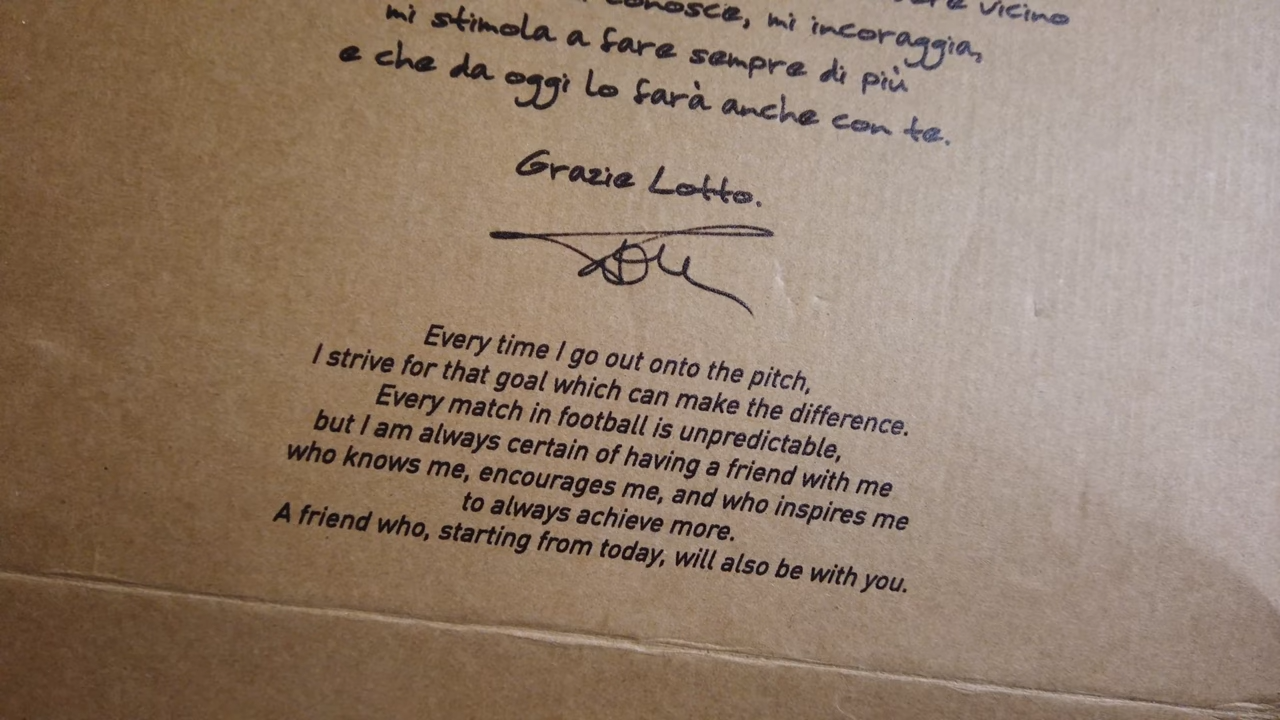 conosce, mi incoraggia, vicino
mi stimola a fare sempre di più
e che da oggi lo farà anche con te.
Grazie Lotto.
Every time I go out onto the pitch,
I strive for that goal which can make the difference.
Every match in football is unpredictable,
but I am always certain of having a friend with me
who knows me, encourages me, and who inspires me
to always achieve more.
A friend who, starting from today, will also be with you.